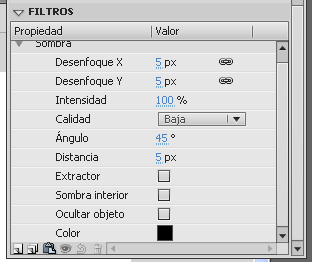 FILTROS
Propiedad Valor
Sombra
Desenfoque X 5 px
Desenfoque Y 5 px
Intensidad 100 %
Calidad Baja
Ángulo 45 °
Distancia 5 px
Extractor
Sombra interior
Ocultar objeto
Color